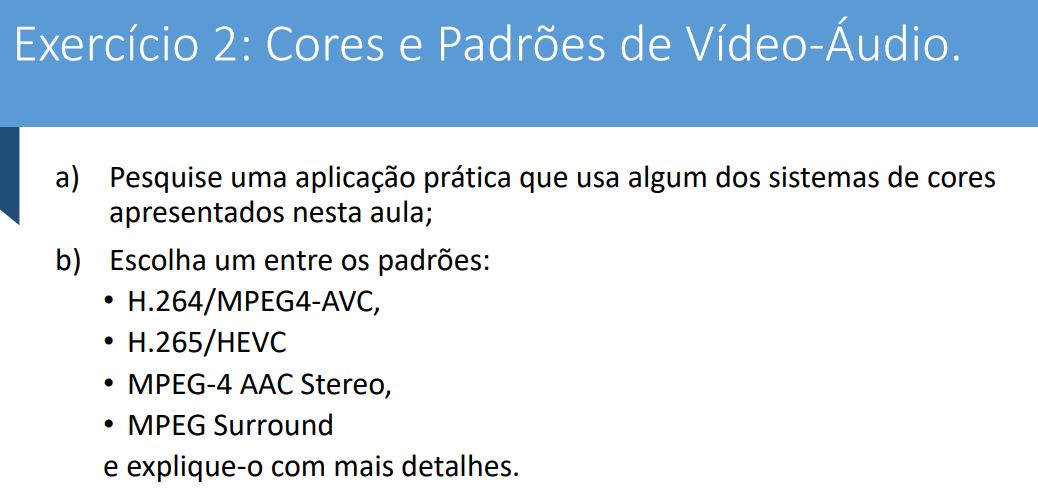 Exercício 2: Cores e Padrões de Vídeo-Áudio.
a) Pesquise uma aplicação prática que usa algum dos sistemas de cores
apresentados nesta aula;
b) Escolha um entre os padrões:
• H.264/MPEG4-AVC,
• H.265/HEVC
• MPEG-4 AAC Stereo,
• MPEG Surround
e explique-o com mais detalhes.